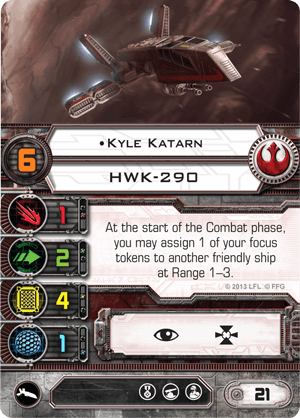 •Kyle Katarn
6
HWK-290
1
At the start of the Combat phase,
you may assign 1 of your focus
2
tokens to another friendly ship
at Range 1–3.
© 2013 LFL © FFG
4
1
21